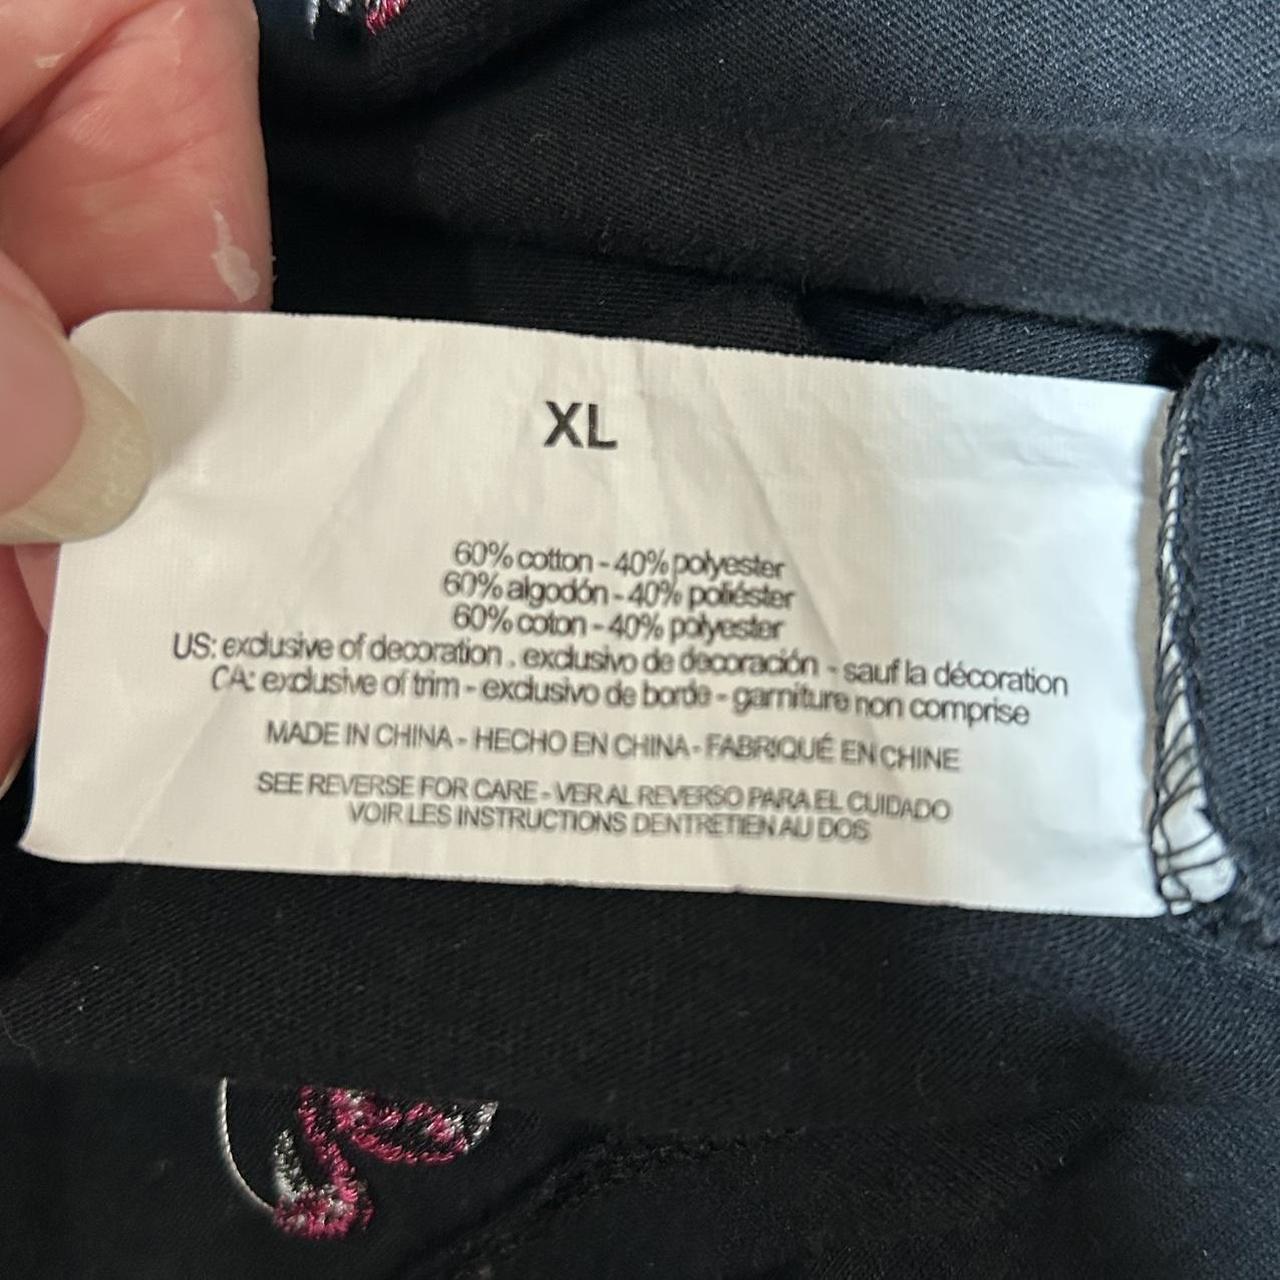 XL
60% cotton - 40% polyester
60% algodón - 40% poliéster
60% coton - 40% polyester
US: exclusive of decoration . exclusivo de decoración - sauf la décoration
CA: exclusive of trim - exclusivo de borde - garniture non comprise
MADE IN CHINA - HECHO EN CHINA - FABRIQUÉ EN CHINE
SEE REVERSE FOR CARE - VER AL REVERSO PARA EL CUIDADO
VOIR LES INSTRUCTIONS DENTRETIEN AU DOS